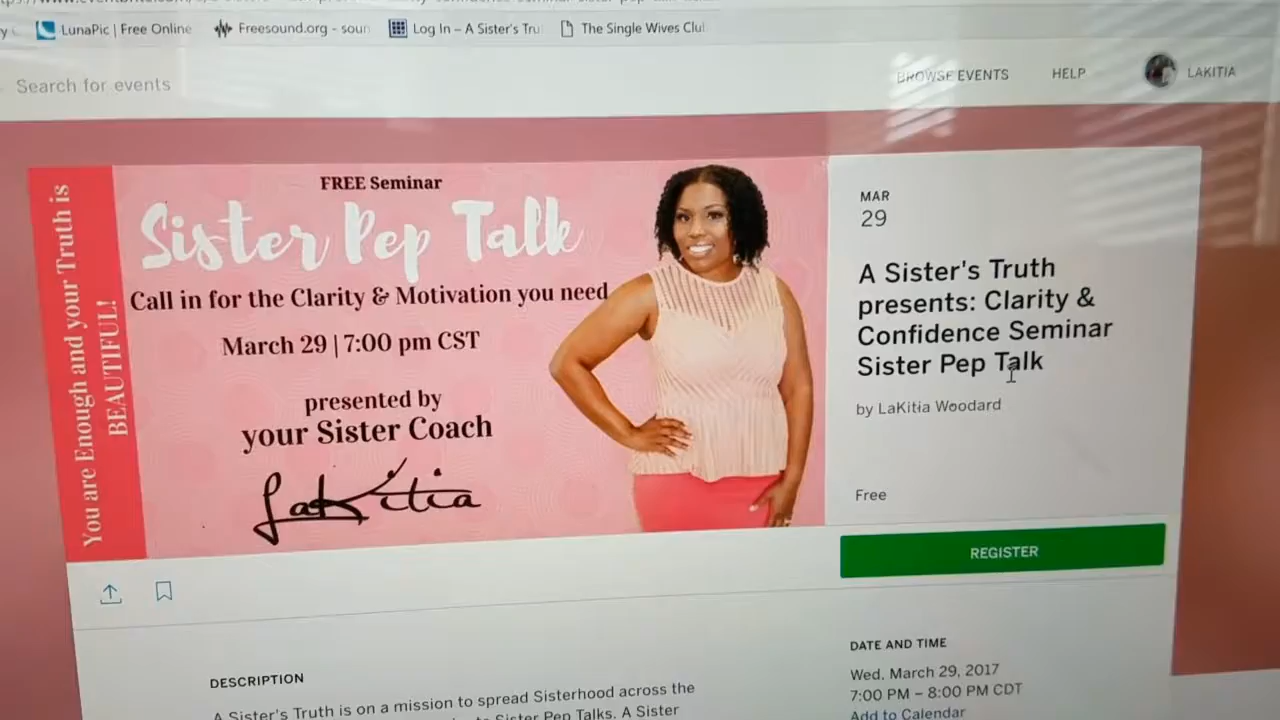 LunaPic | Free Online
Freesound.org - soun
Log In – A Sister's Tru
The Single Wives Clul
Search for events
BROWSE EVENTS
HELP
LAKITIA
You are Enough and your Truth is
BEAUTIFUL!
FREE Seminar
Sister Pep Talk
Call in for the Clarity & Motivation you need
March 29 | 7:00 pm CST
presented by
your Sister Coach
LaKitia
MAR
29
A Sister's Truth
presents: Clarity &
Confidence Seminar
Sister Pep Talk
by LaKitia Woodard
Free
REGISTER
DESCRIPTION
A Sister's Truth is on a mission to spread Sisterhood across the
Sister Pep Talks. A Sister
DATE AND TIME
Wed, March 29, 2017
7:00 PM – 8:00 PM CDT
Add to Calendar